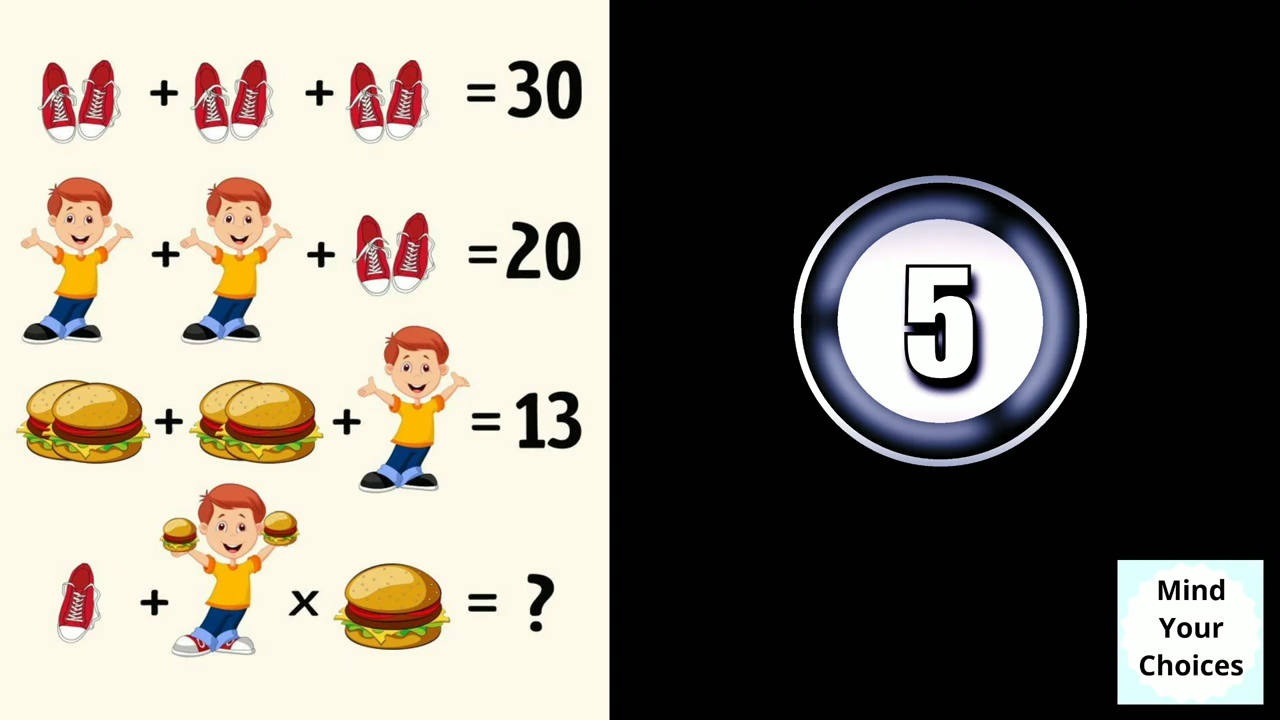 + + = 30
+ + = 20
+ + = 13
+ x = ?
5
Mind
Your
Choices